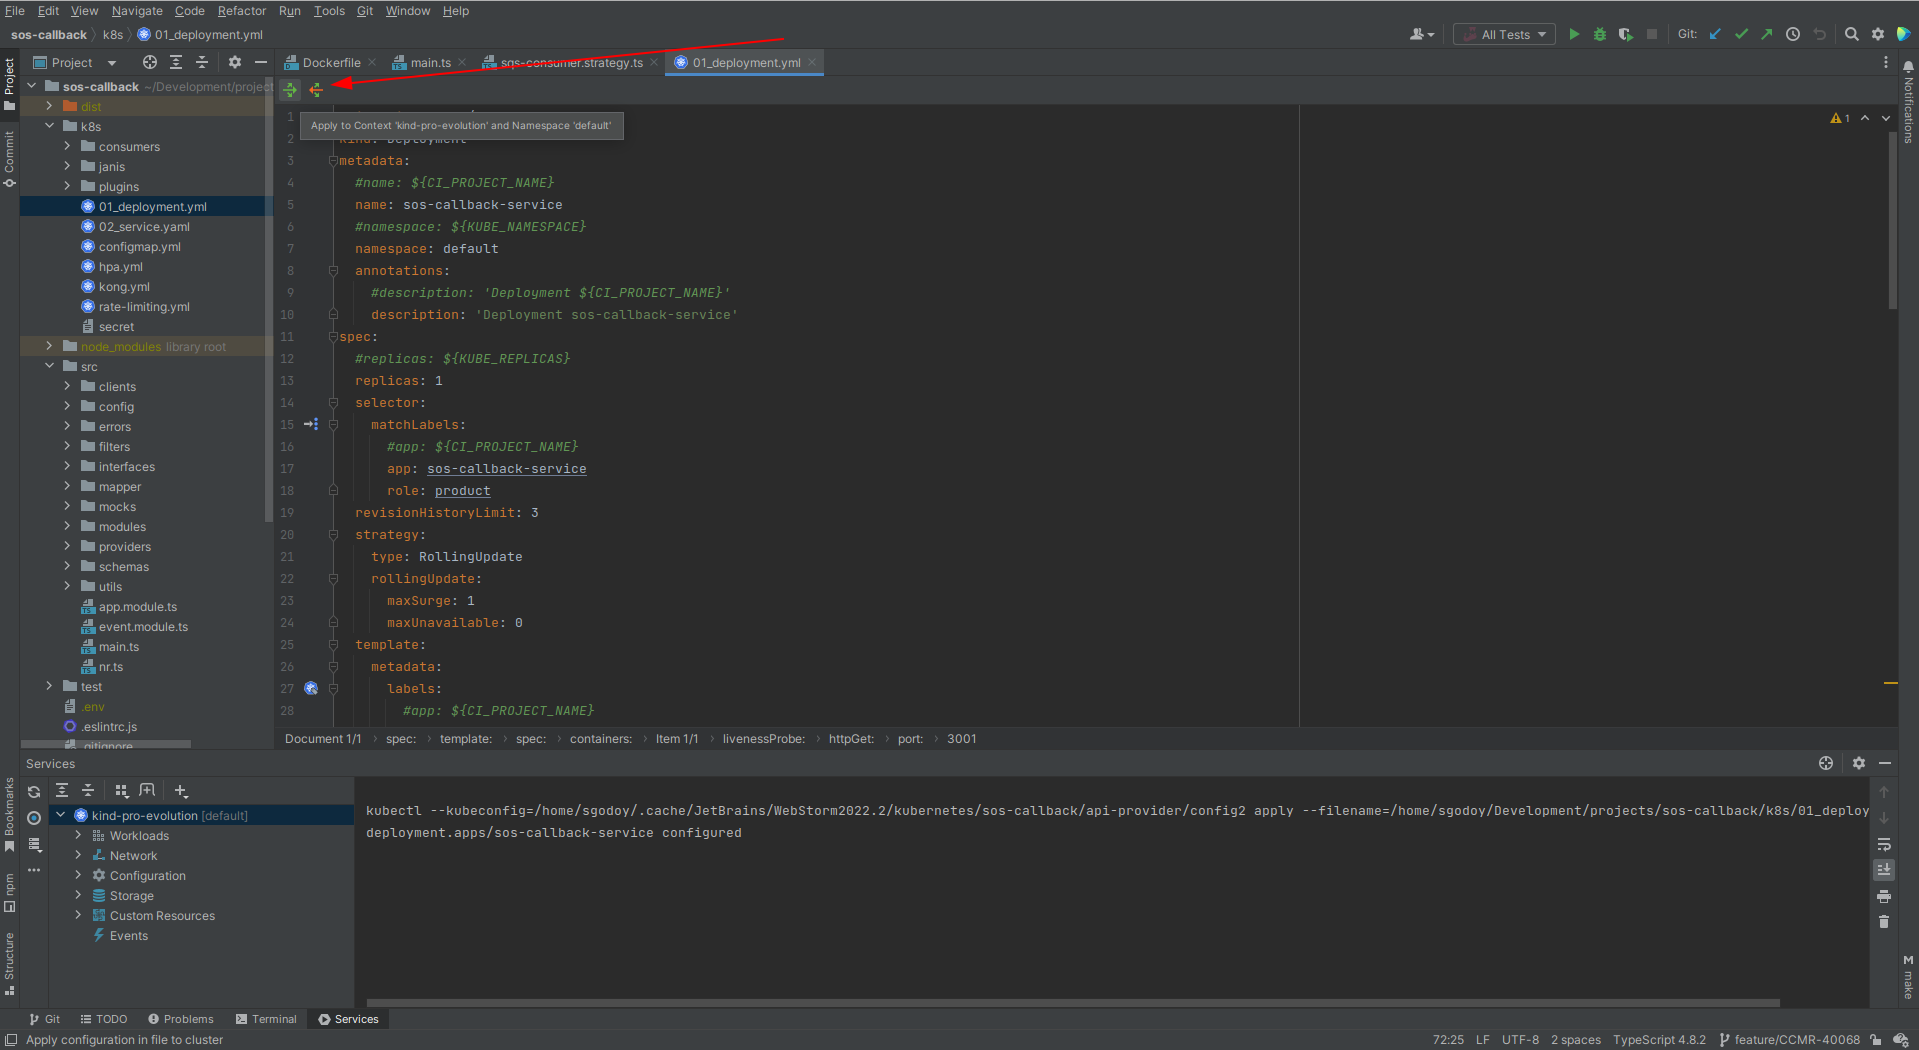 File Edit View Navigate Code Refactor Run Tools Git Window Help
sos-callback k8s 01_deployment.yml
All Tests
Git:
Project
Dockerfile
main.ts
sqs-consumer.strategy.ts
01_deployment.yml
Project
Commit
Bookmarks
npm
Structure
Notifications
make
sos-callback ~/Development/project
dist
k8s
consumers
janis
plugins
01_deployment.yml
02_service.yaml
configmap.yml
hpa.yml
kong.yml
rate-limiting.yml
secret
node_modules library root
src
clients
config
errors
filters
interfaces
mapper
mocks
modules
providers
schemas
utils
app.module.ts
event.module.ts
main.ts
nr.ts
test
.env
.eslintrc.js
.gitignore
Apply to Context 'kind-pro-evolution' and Namespace 'default'
1
1
2 kind: Deployment
3 metadata:
4 #name: ${CI_PROJECT_NAME}
5 name: sos-callback-service
6 #namespace: ${KUBE_NAMESPACE}
7 namespace: default
8 annotations:
9 #description: 'Deployment ${CI_PROJECT_NAME}'
10 description: 'Deployment sos-callback-service'
11 spec:
12 #replicas: ${KUBE_REPLICAS}
13 replicas: 1
14 selector:
15 matchLabels:
16 #app: ${CI_PROJECT_NAME}
17 app: sos-callback-service
18 role: product
19 revisionHistoryLimit: 3
20 strategy:
21 type: RollingUpdate
22 rollingUpdate:
23 maxSurge: 1
24 maxUnavailable: 0
25 template:
26 metadata:
27 labels:
28 #app: ${CI_PROJECT_NAME}
Document 1/1 spec: template: spec: containers: Item 1/1 livenessProbe: httpGet: port: 3001
Services
kind-pro-evolution [default]
Workloads
Network
Configuration
Storage
Custom Resources
Events
kubectl --kubeconfig=/home/sgodoy/.cache/JetBrains/WebStorm2022.2/kubernetes/sos-callback/api-provider/config2 apply --filename=/home/sgodoy/Development/projects/sos-callback/k8s/01_deploy
deployment.apps/sos-callback-service configured
Git TODO Problems Terminal Services
Apply configuration in file to cluster
72:25 LF UTF-8 2 spaces TypeScript 4.8.2 feature/CCMR-40068